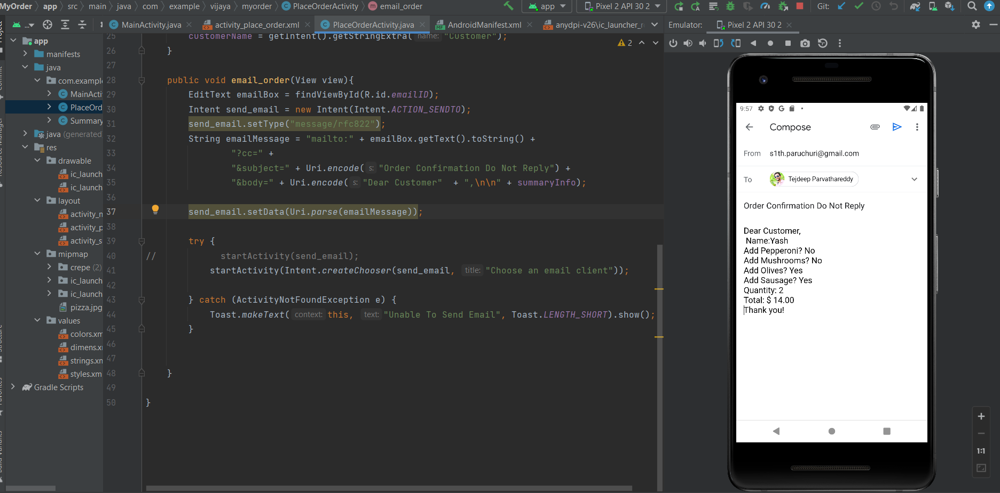 MyOrder app src main java com example vijaya myorder PlaceOrderActivity email_order app Pixel 2 API 30 2 Git:
MainActivity.java activity_place_order.xml PlaceOrderActivity.java AndroidManifest.xml anydpi-v26\ic_launcher_r Emulator: Pixel 2 API 30 2
app
manifests
java
com.exampl
MainActi
PlaceOrd
Summary
java (generated
res
drawable
ic_launch
ic_launch
layout
activity_m
activity_p
activity_s
mipmap
crepe (2)
ic_launch
ic_launch
pizza.jpg
values
colors.xm
dimens.x
strings.xm
styles.xm
Gradle Scripts
25 customerName = getIntent().getStringExtra( name: "Customer");
26 }
27
28 public void email_order(View view){
29 EditText emailBox = findViewById(R.id.emailID);
30 Intent send_email = new Intent(Intent.ACTION_SENDTO);
31 send_email.setType("message/rfc822");
32 String emailMessage = "mailto:" + emailBox.getText().toString() +
33 "?cc=" +
34 "&subject=" + Uri.encode( s: "Order Confirmation Do Not Reply") +
35 "&body=" + Uri.encode( s: "Dear Customer" + ",\n\n" + summaryInfo);
36
37 send_email.setData(Uri.parse(emailMessage));
38
39 try {
40 // startActivity(send_email);
41 startActivity(Intent.createChooser(send_email, title: "Choose an email client"));
42
43 } catch (ActivityNotFoundException e) {
44 Toast.makeText( context: this, text: "Unable To Send Email", Toast.LENGTH_SHORT).show();
45 }
46
47
48 }
49
50 }
2
9:57
Compose
From s1th.paruchuri@gmail.com
To Tejdeep Parvathareddy
Order Confirmation Do Not Reply
Dear Customer,
Name:Yash
Add Pepperoni? No
Add Mushrooms? No
Add Olives? Yes
Add Sausage? Yes
Quantity: 2
Total: $ 14.00
Thank you!
1:1